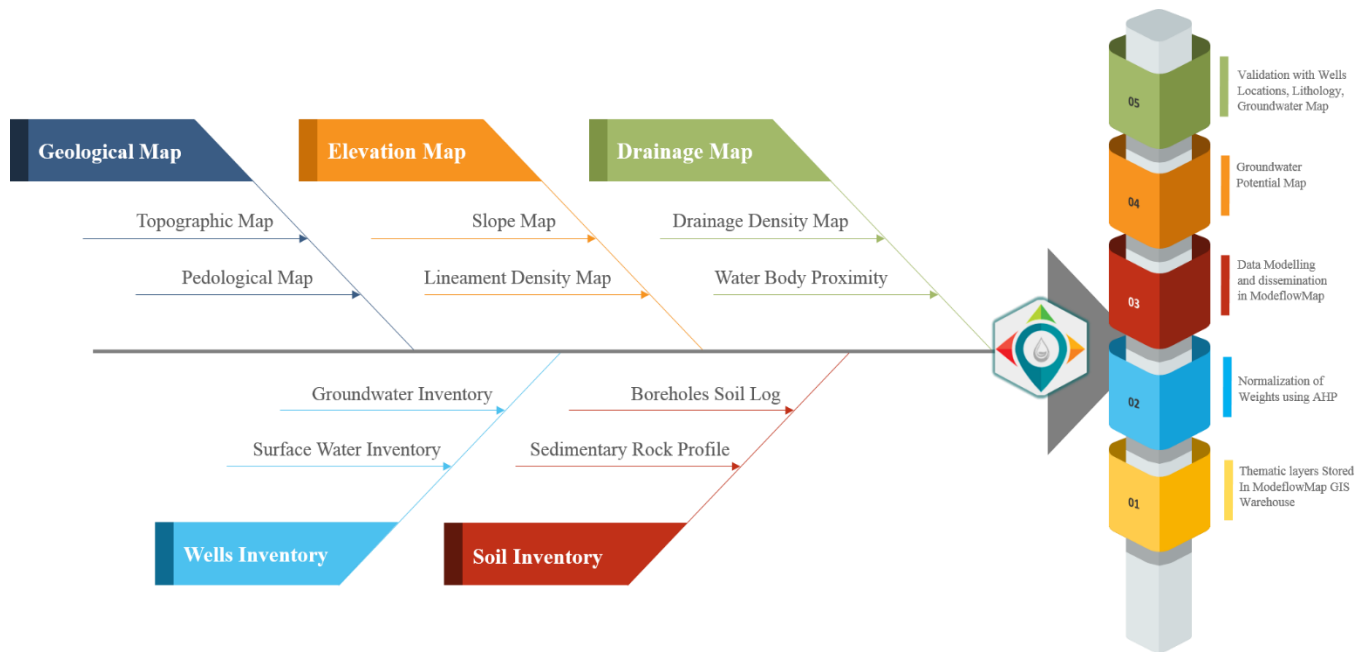 Geological Map
Topographic Map
Pedological Map
Elevation Map
Slope Map
Lineament Density Map
Drainage Map
Drainage Density Map
Water Body Proximity
Groundwater Inventory
Surface Water Inventory
Wells Inventory
Boreholes Soil Log
Sedimentary Rock Profile
Soil Inventory
05
Validation with Wells
Locations, Lithology,
Groundwater Map
04
Groundwater
Potential Map
03
Data Modelling
and dissemination
in ModeflowMap
02
Normalization of
Weights using AHP
01
Thematic layers Stored
In ModeflowMap GIS
Warehouse